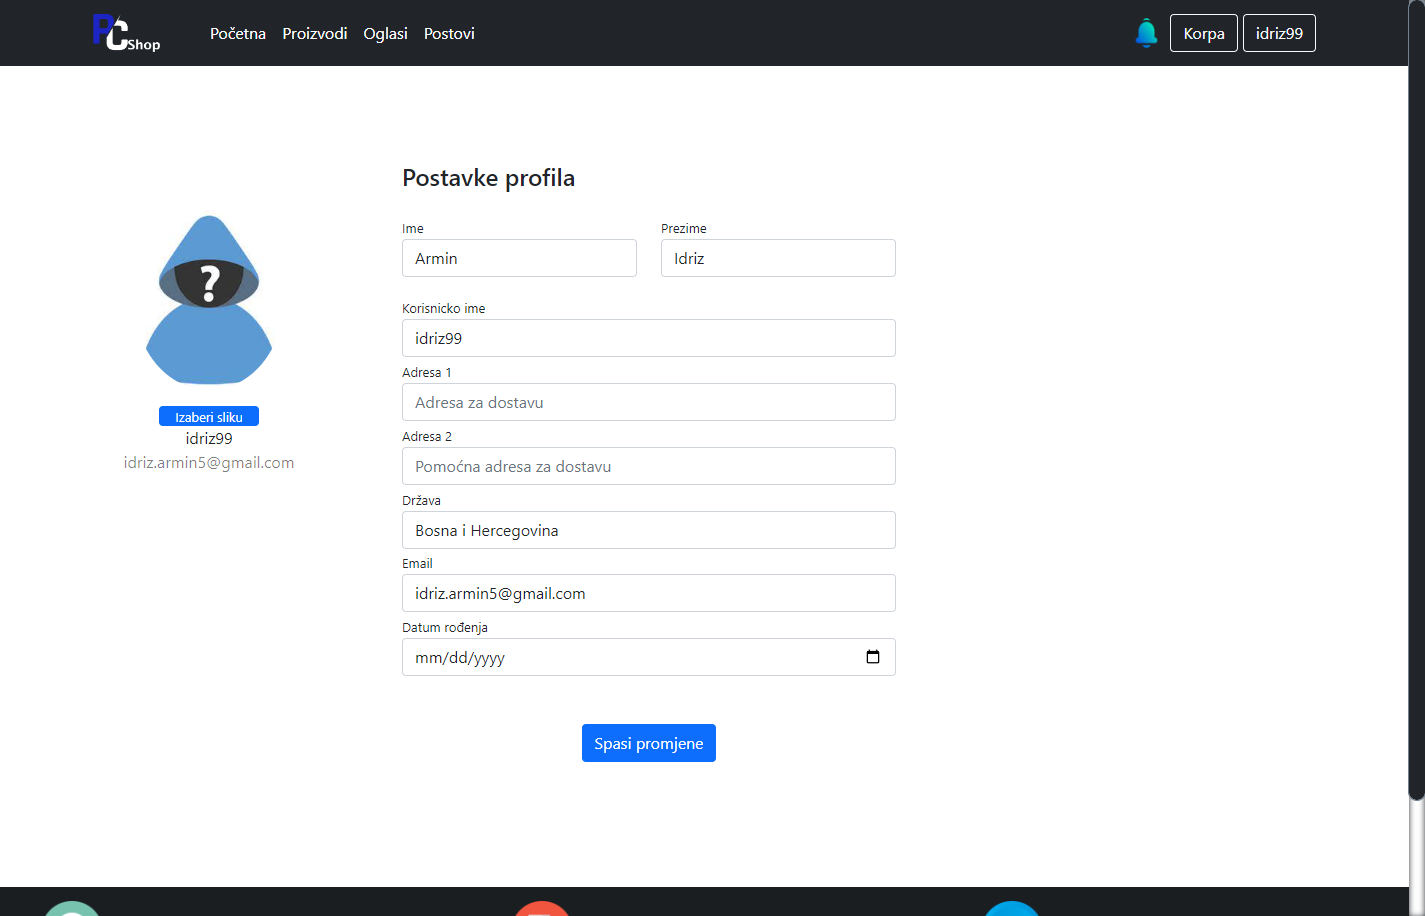 PC Shop
Početna Proizvodi Oglasi Postovi
Korpa idriz99
Postavke profila
Ime Prezime
Armin Idriz
?
Izaberi sliku
idriz99
idriz.armin5@gmail.com
Korisnicko ime
idriz99
Adresa 1
Adresa za dostavu
Adresa 2
Pomoćna adresa za dostavu
Država
Bosna i Hercegovina
Email
idriz.armin5@gmail.com
Datum rođenja
mm/dd/yyyy
Spasi promjene